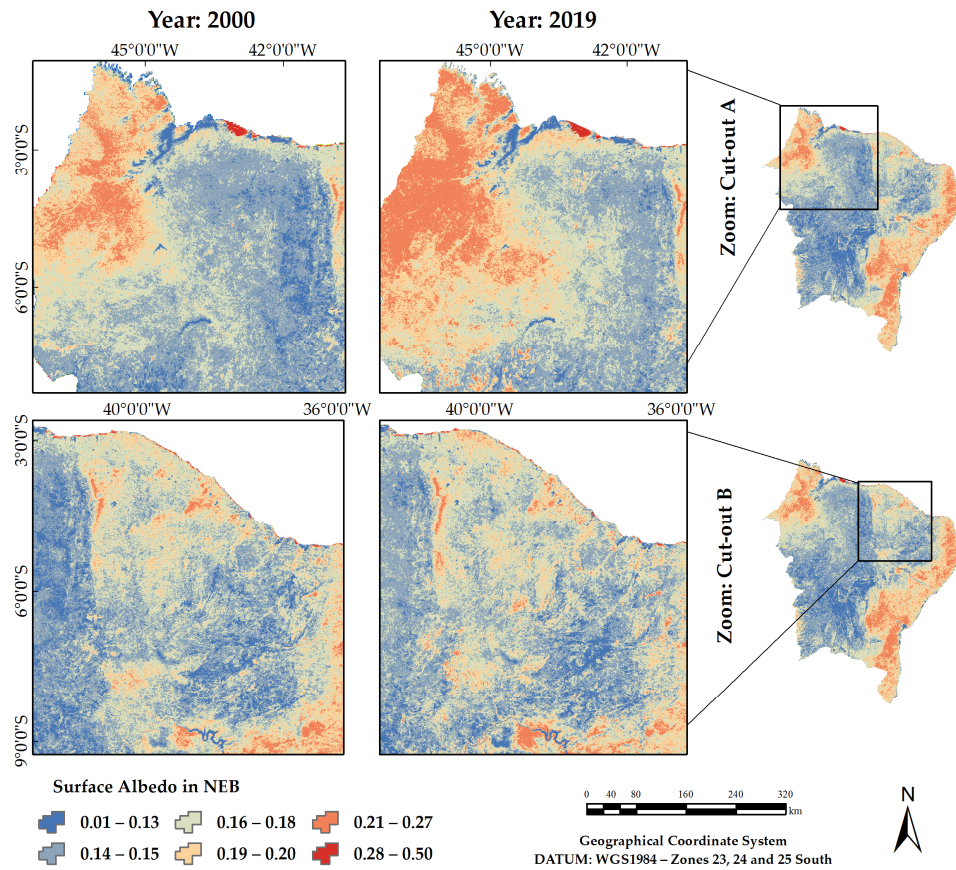 Year: 2000
Year: 2019
45°0'0"W
42°0'0"W
45°0'0"W
42°0'0"W
3°0'0"S
6°0'0"S
Zoom: Cut-out A
40°0'0"W
36°0'0"W
40°0'0"W
36°0'0"W
3°0'0"S
6°0'0"S
9°0'0"S
Zoom: Cut-out B
Surface Albedo in NEB
0.01 – 0.13
0.16 – 0.18
0.21 – 0.27
0.14 – 0.15
0.19 – 0.20
0.28 – 0.50
0 40 80 160 240 320
km
Geographical Coordinate System
DATUM: WGS1984 – Zones 23, 24 and 25 South
N